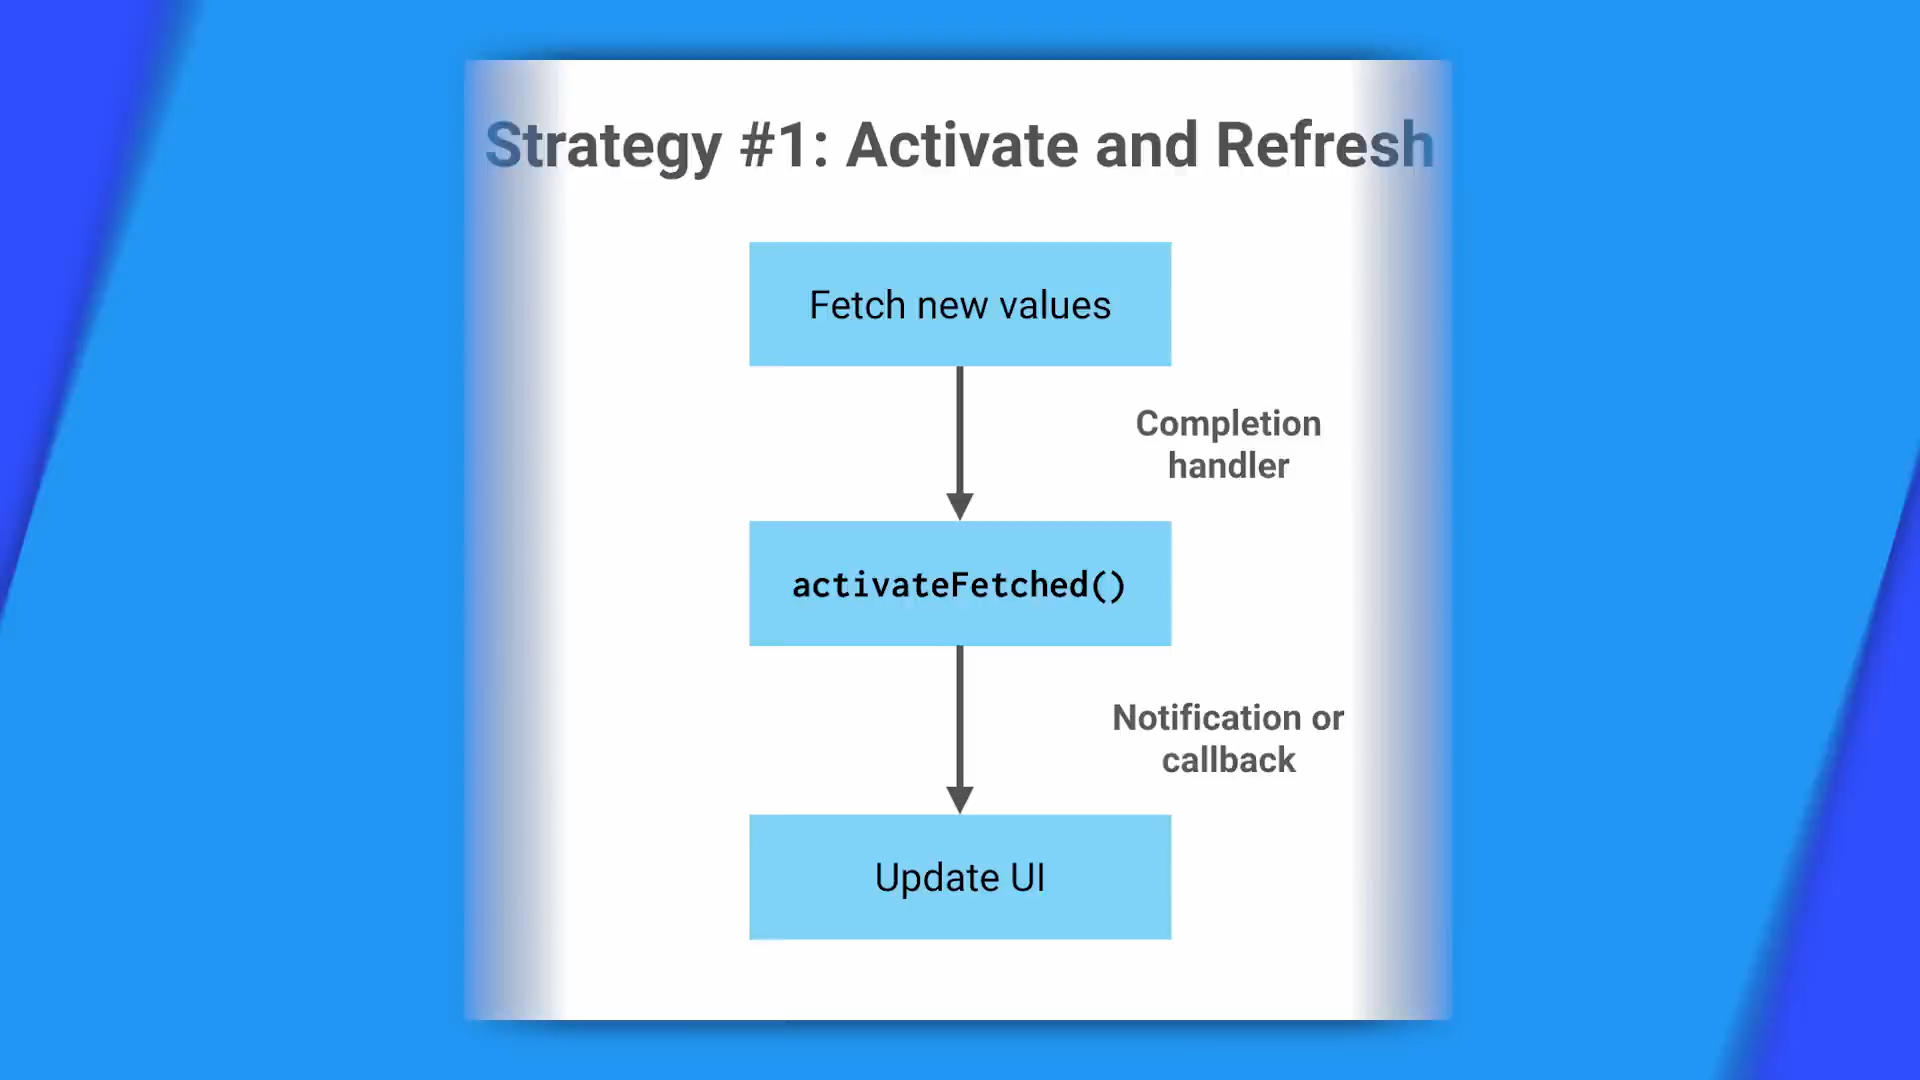 Strategy #1: Activate and Refresh
Fetch new values
Completion
handler
activateFetched()
Notification or
callback
Update UI